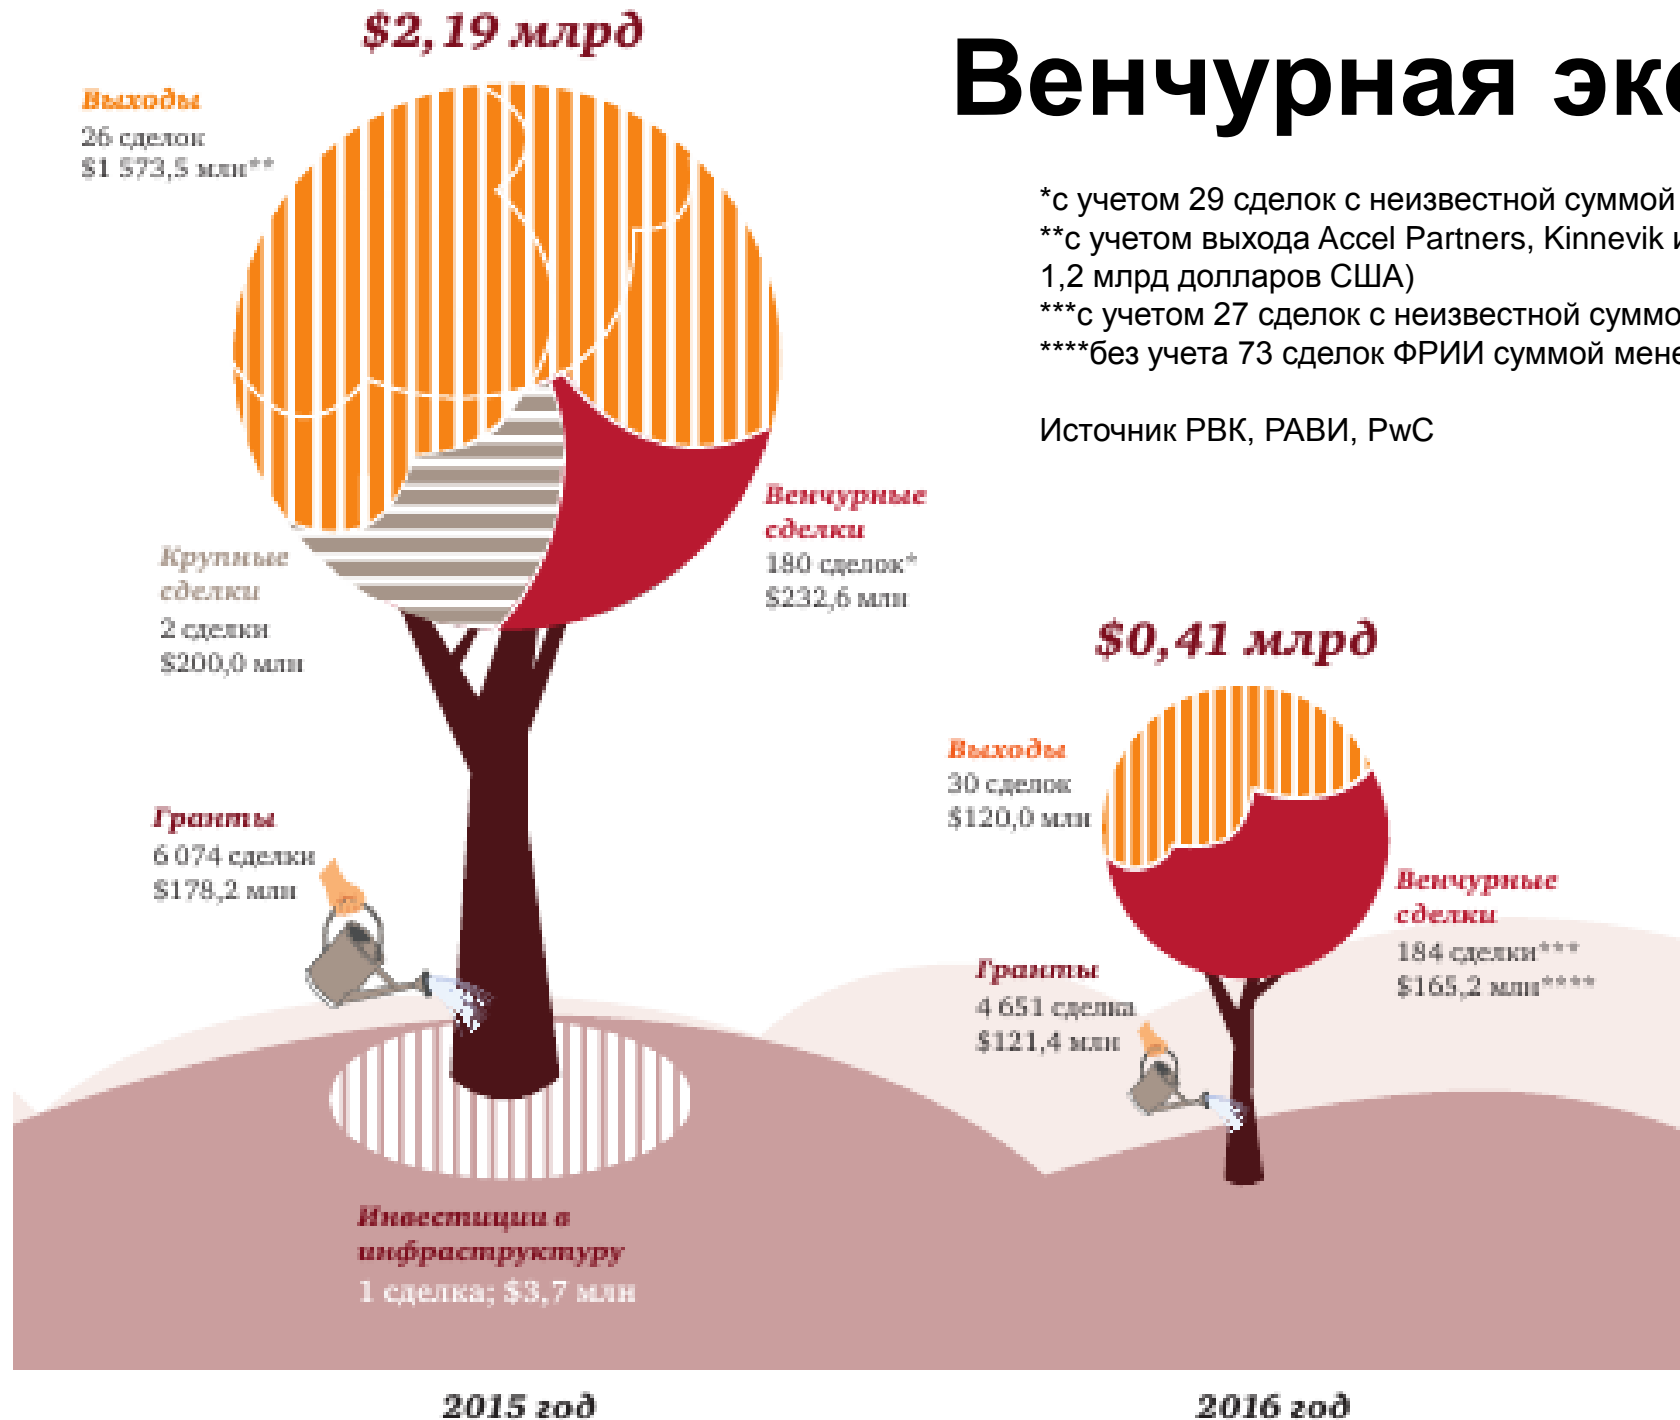 $2,19 млрд
Выходы
26 сделок
$1 573,5 млн**
Крупные
сделки
2 сделки
$200,0 млн
Венчурные
сделки
180 сделок*
$232,6 млн
Гранты
6 074 сделки
$178,2 млн
Инвестиции в
инфраструктуру
1 сделка; $3,7 млн
2015 год
Венчурная
*с учетом 29 сделок с неизвестной суммой
**с учетом выхода Accel Partners, Kinnevik
1,2 млрд долларов США)
***с учетом 27 сделок с неизвестной
****без учета 73 сделок ФРИИ суммой
Источник РВК, РАВИ, PwC
$0,41 млрд
Выходы
30 сделок
$120,0 млн
Венчурные
сделки
184 сделки***
$165,2 млн****
Гранты
4 651 сделка
$121,4 млн
2016 год